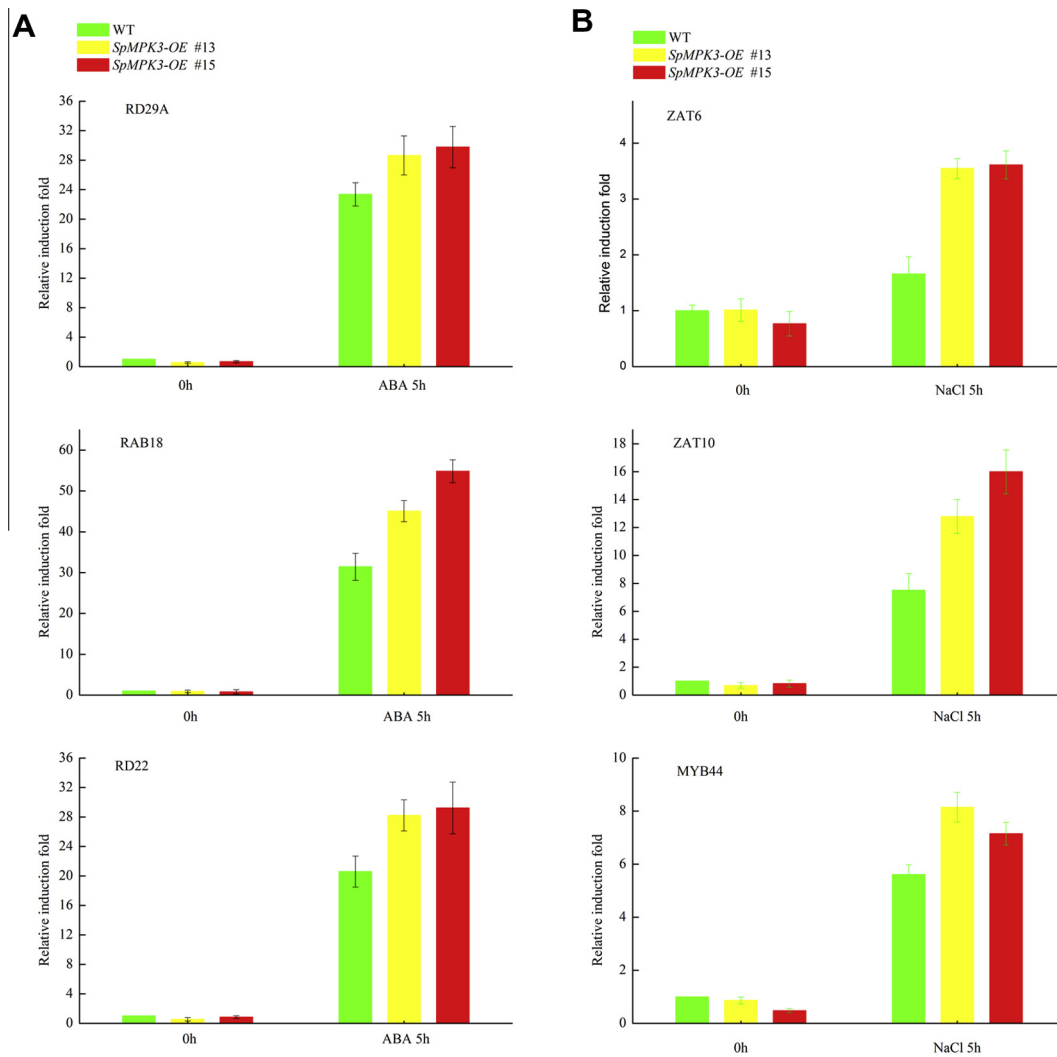 A
WT
SpMPK3-OE #13
SpMPK3-OE #15
RD29A
Relative induction fold
36
32
28
24
20
16
12
8
4
0
0h ABA 5h
RAB18
Relative induction fold
60
50
40
30
20
10
0
0h ABA 5h
RD22
Relative induction fold
36
32
28
24
20
16
12
8
4
0
0h ABA 5h
B
WT
SpMPK3-OE #13
SpMPK3-OE #15
ZAT6
Relative induction fold
4
3
2
1
0
0h NaCl 5h
ZAT10
Relative induction fold
18
16
14
12
10
8
6
4
2
0
0h NaCl 5h
MYB44
Relative induction fold
10
8
6
4
2
0
0h NaCl 5h